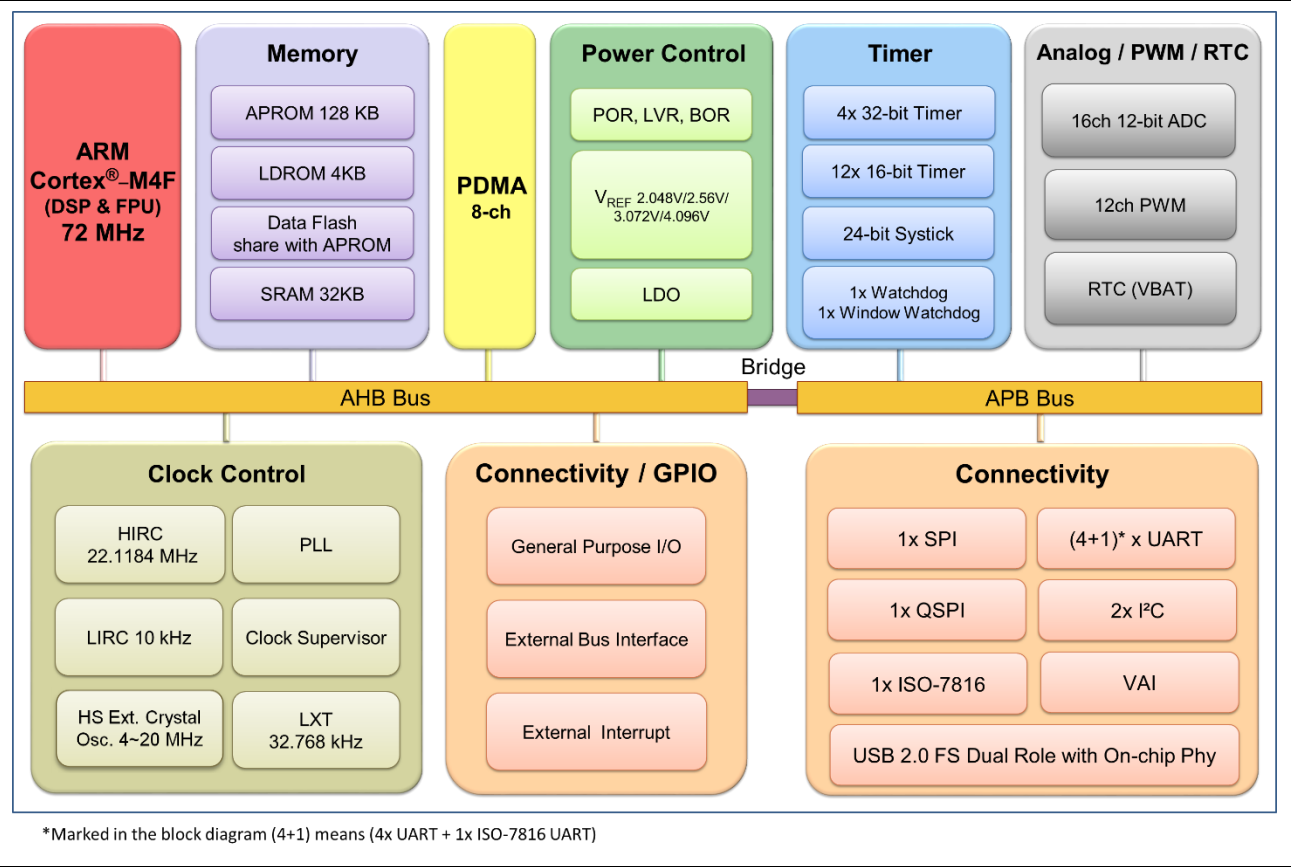 ARM
Cortex®–M4F
(DSP & FPU)
72 MHz
Memory
APROM 128 KB
LDROM 4KB
Data Flash
share with APROM
SRAM 32KB
PDMA
8-ch
Power Control
POR, LVR, BOR
VREF 2.048V/2.56V/
3.072V/4.096V
LDO
Timer
4x 32-bit Timer
12x 16-bit Timer
24-bit Systick
1x Watchdog
1x Window Watchdog
Analog / PWM / RTC
16ch 12-bit ADC
12ch PWM
RTC (VBAT)
Bridge
AHB Bus
APB Bus
Clock Control
HIRC
22.1184 MHz
PLL
LIRC 10 kHz
Clock Supervisor
HS Ext. Crystal
Osc. 4~20 MHz
LXT
32.768 kHz
Connectivity / GPIO
General Purpose I/O
External Bus Interface
External Interrupt
Connectivity
1x SPI
(4+1)* x UART
1x QSPI
2x I²C
1x ISO-7816
VAI
USB 2.0 FS Dual Role with On-chip Phy
*Marked in the block diagram (4+1) means (4x UART + 1x ISO-7816 UART)